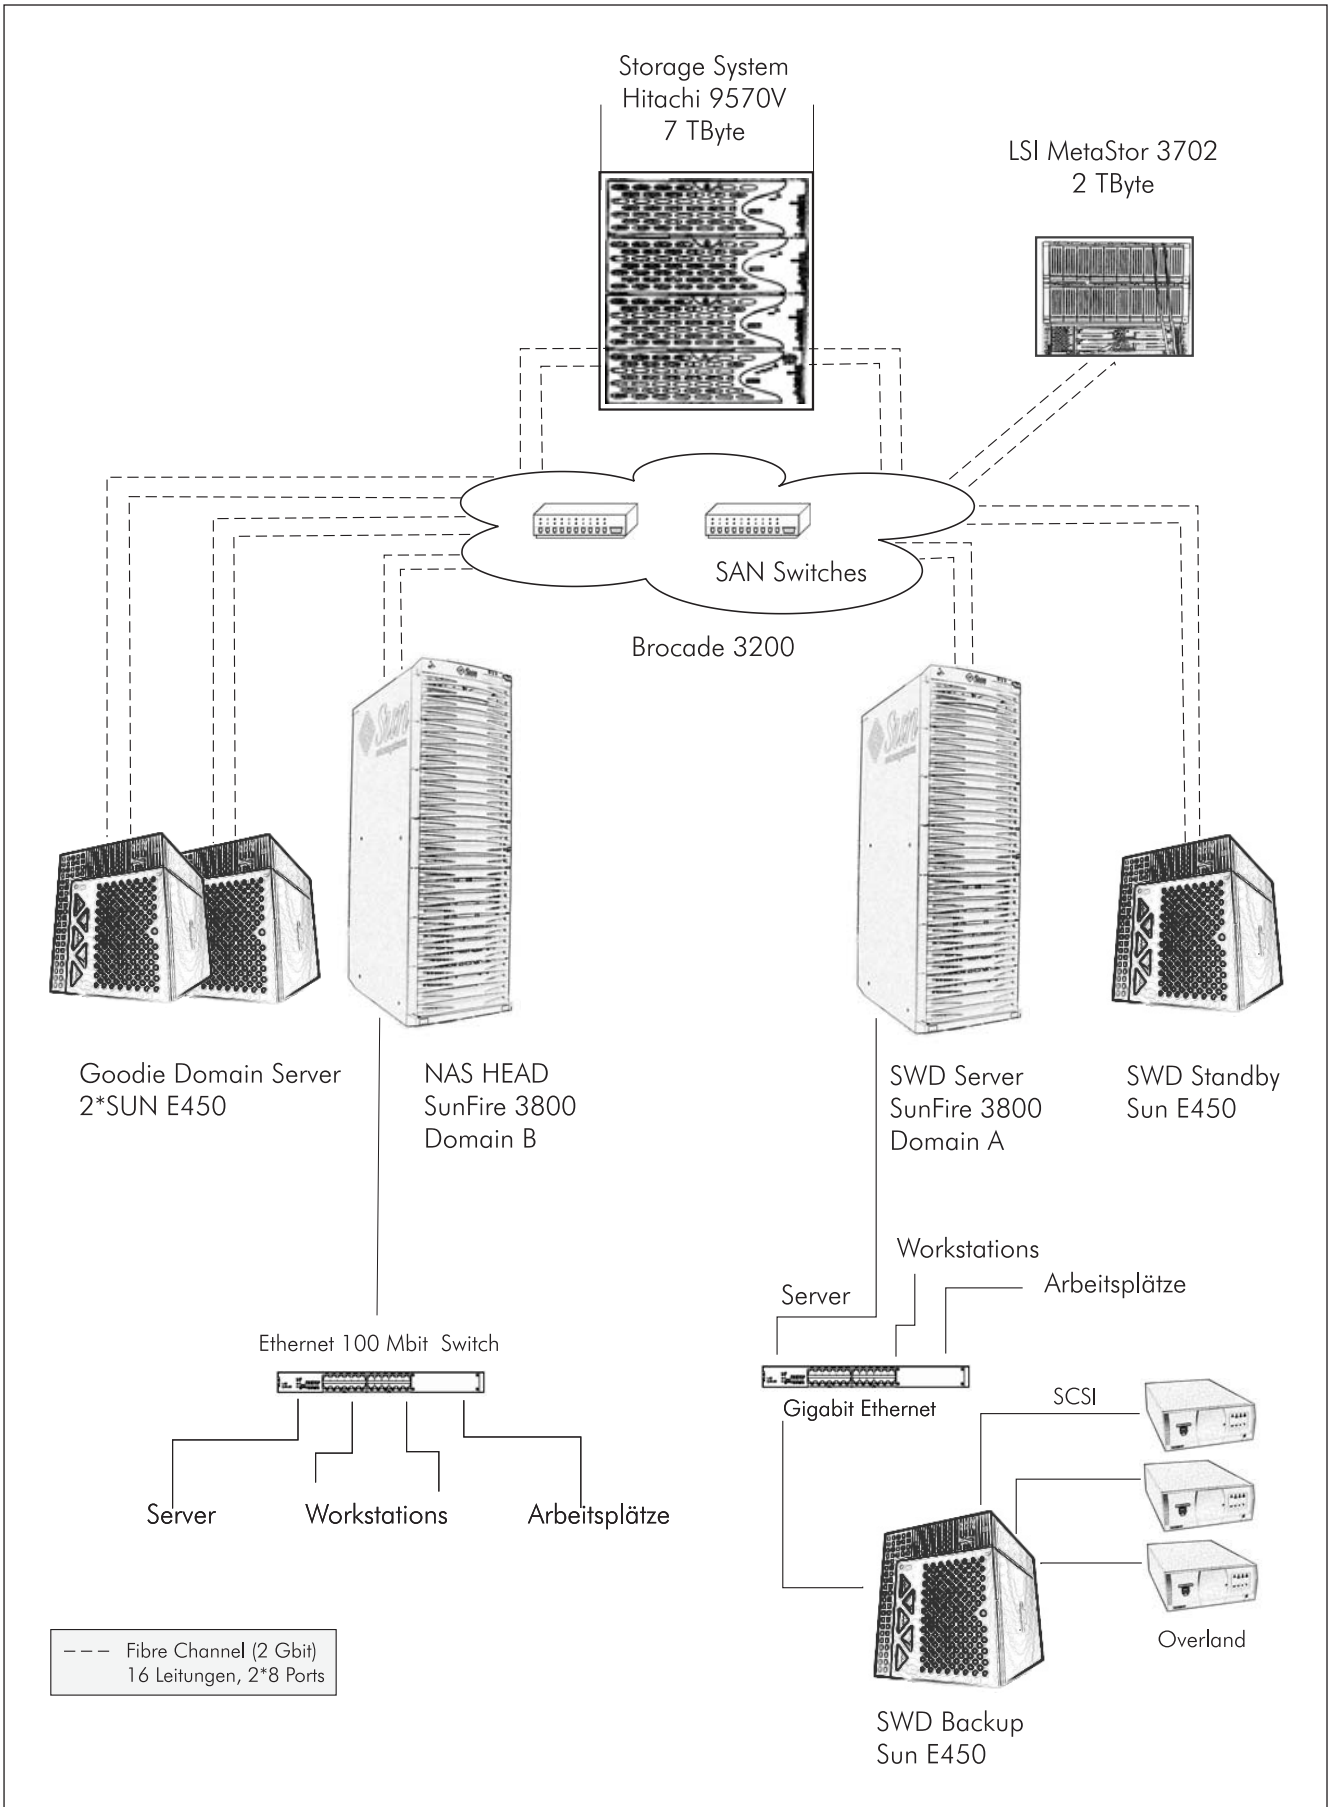 Storage System
Hitachi 9570V
7 TByte
LSI MetaStor 3702
2 TByte
SAN Switches
Brocade 3200
Sun
Sun
Goodie Domain Server
2*SUN E450
NAS HEAD
SunFire 3800
Domain B
SWD Server
SunFire 3800
Domain A
SWD Standby
Sun E450
Workstations
Arbeitsplätze
Server
Ethernet 100 Mbit Switch
Gigabit Ethernet
SCSI
Server
Workstations
Arbeitsplätze
Overland
Fibre Channel (2 Gbit)
16 Leitungen, 2*8 Ports
SWD Backup
Sun E450